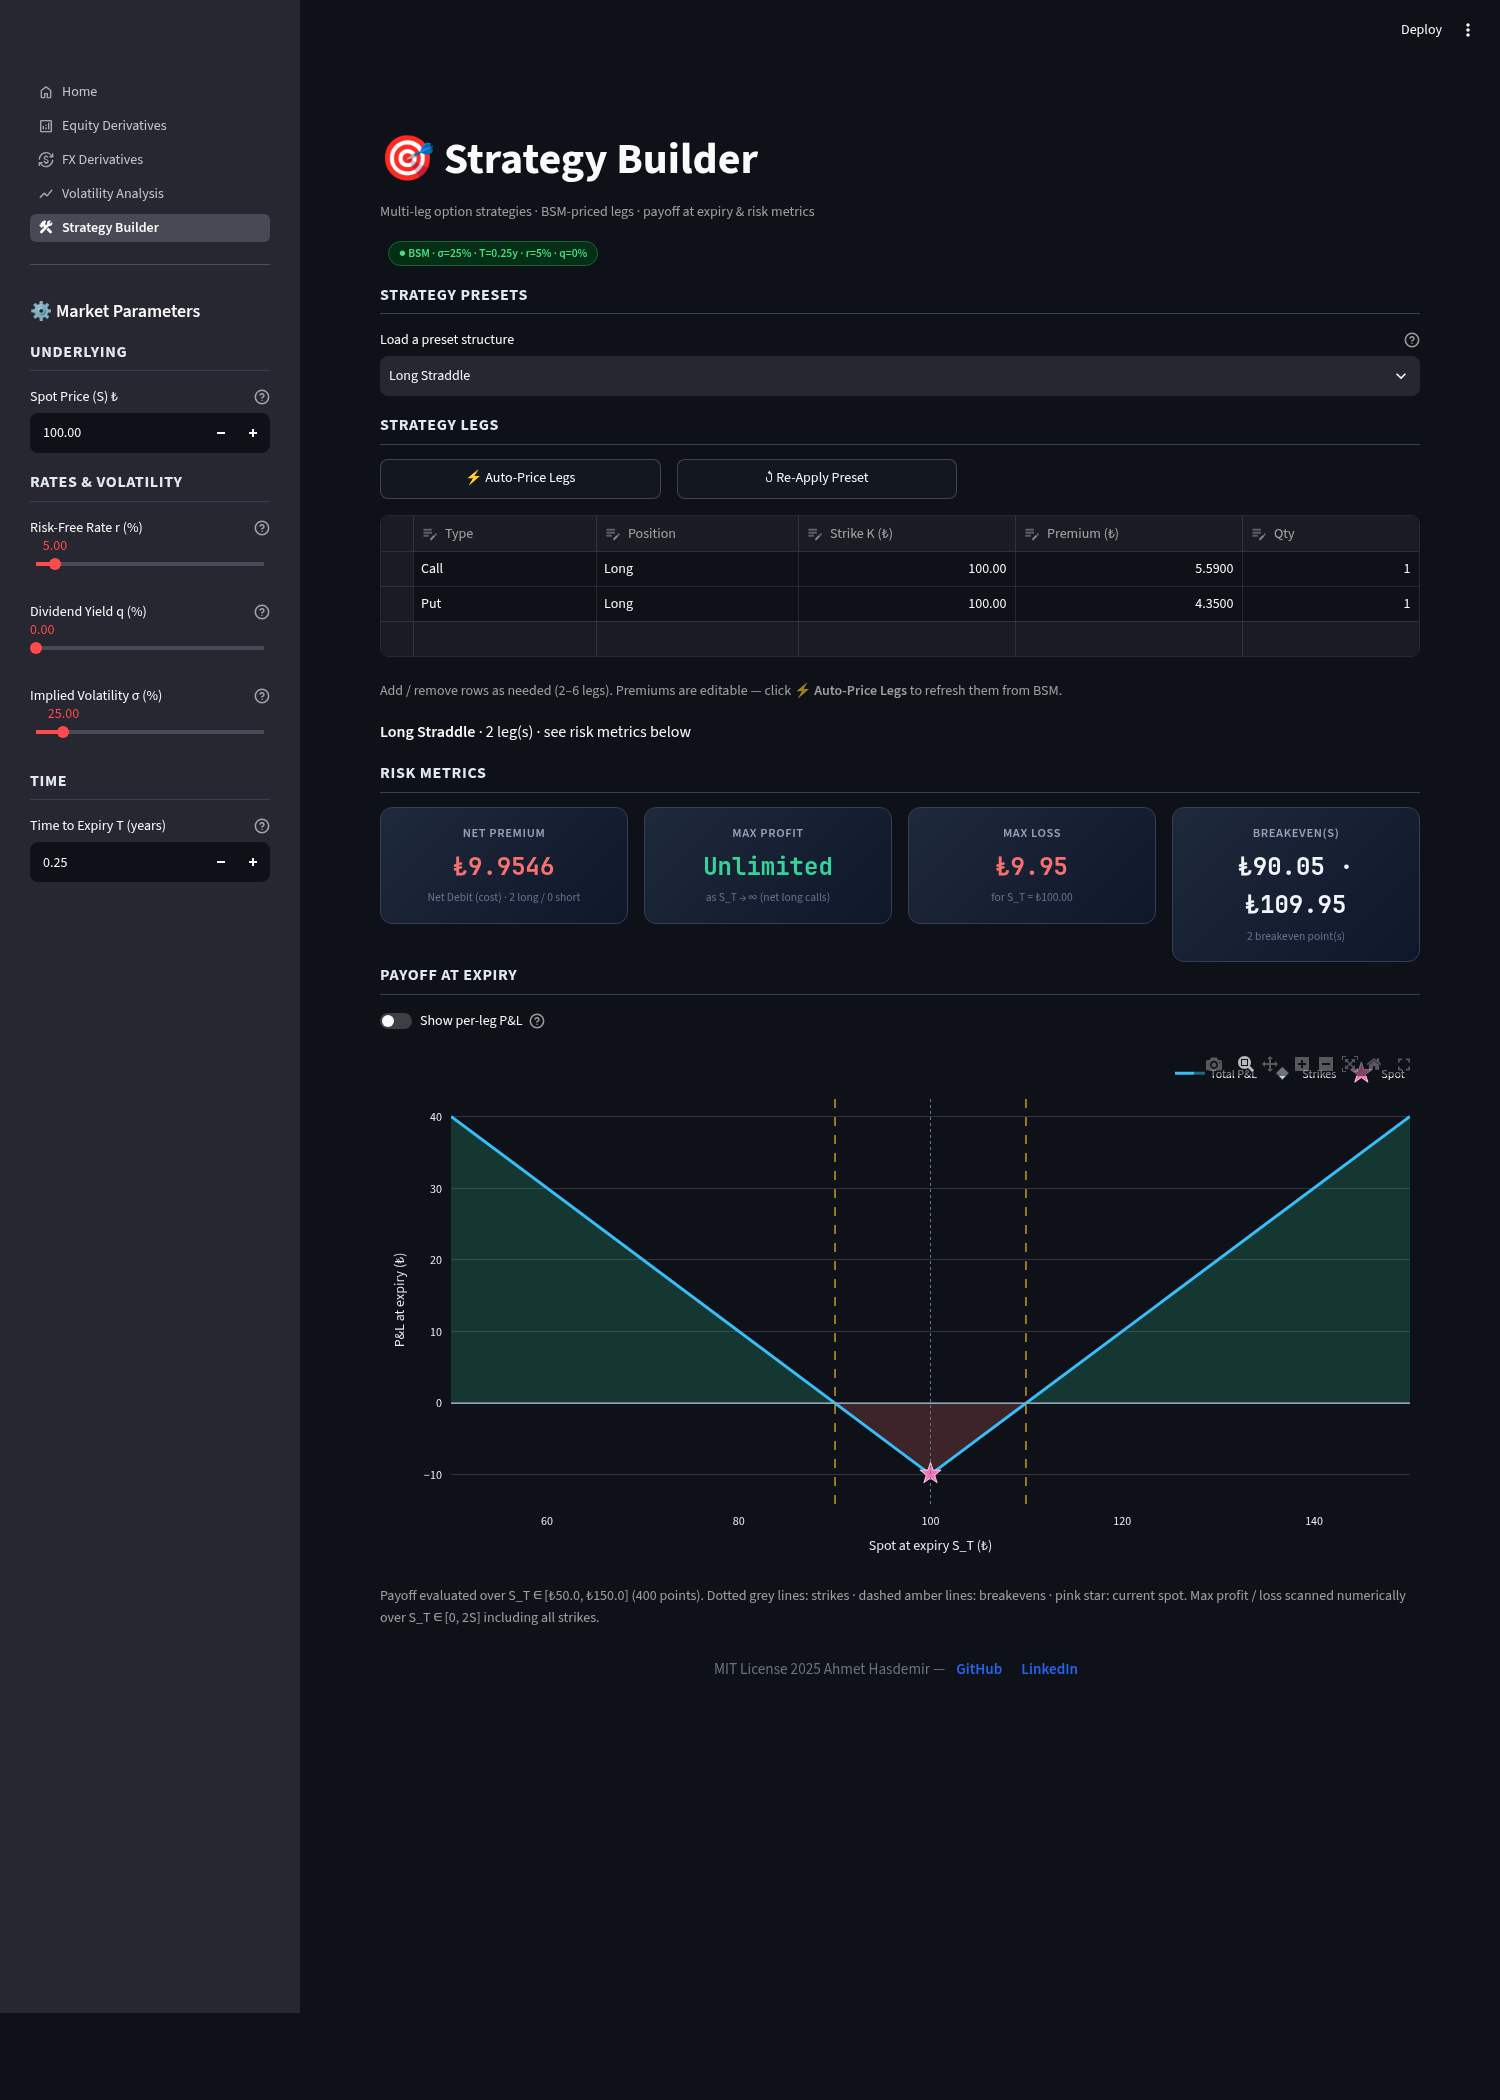 Deploy
Home
Equity Derivatives
FX Derivatives
Volatility Analysis
Strategy Builder
⚙️ Market Parameters
UNDERLYING
Spot Price (S) ₺
100.00
RATES & VOLATILITY
Risk-Free Rate r (%)
5.00
Dividend Yield q (%)
0.00
Implied Volatility σ (%)
25.00
TIME
Time to Expiry T (years)
0.25
🎯 Strategy Builder
Multi-leg option strategies · BSM-priced legs · payoff at expiry & risk metrics
● BSM · σ=25% · T=0.25y · r=5% · q=0%
STRATEGY PRESETS
Load a preset structure
Long Straddle
STRATEGY LEGS
⚡ Auto-Price Legs
Re-Apply Preset
Type Position Strike K (₺) Premium (₺) Qty
Call Long 100.00 5.5900 1
Put Long 100.00 4.3500 1
Add / remove rows as needed (2–6 legs). Premiums are editable — click ⚡ Auto-Price Legs to refresh them from BSM.
Long Straddle · 2 leg(s) · see risk metrics below
RISK METRICS
NET PREMIUM
₺9.9546
Net Debit (cost) · 2 long / 0 short
MAX PROFIT
Unlimited
as S_T → ∞ (net long calls)
MAX LOSS
₺9.95
for S_T = ₺100.00
BREAKEVEN(S)
₺90.05 ·
₺109.95
2 breakeven point(s)
PAYOFF AT EXPIRY
Show per-leg P&L
Total P&L Strikes Spot
40
30
20
10
0
−10
P&L at expiry (₺)
60 80 100 120 140
Spot at expiry S_T (₺)
Payoff evaluated over S_T ∈ [₺50.0, ₺150.0] (400 points). Dotted grey lines: strikes · dashed amber lines: breakevens · pink star: current spot. Max profit / loss scanned numerically
over S_T ∈ [0, 2S] including all strikes.
MIT License 2025 Ahmet Hasdemir — GitHub LinkedIn